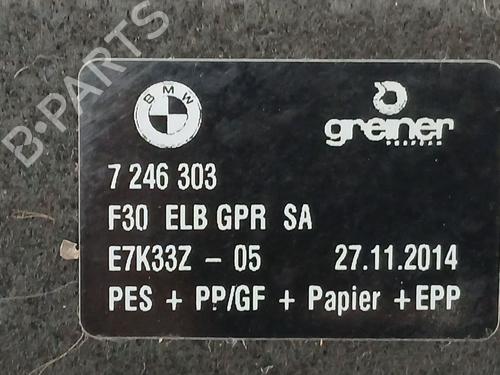 B-PARTS
BMW
greiner
7 246 303
F30 ELB GPR SA
E7K33Z - 05 27.11.2014
PES + PP/GF + Papier + EPP